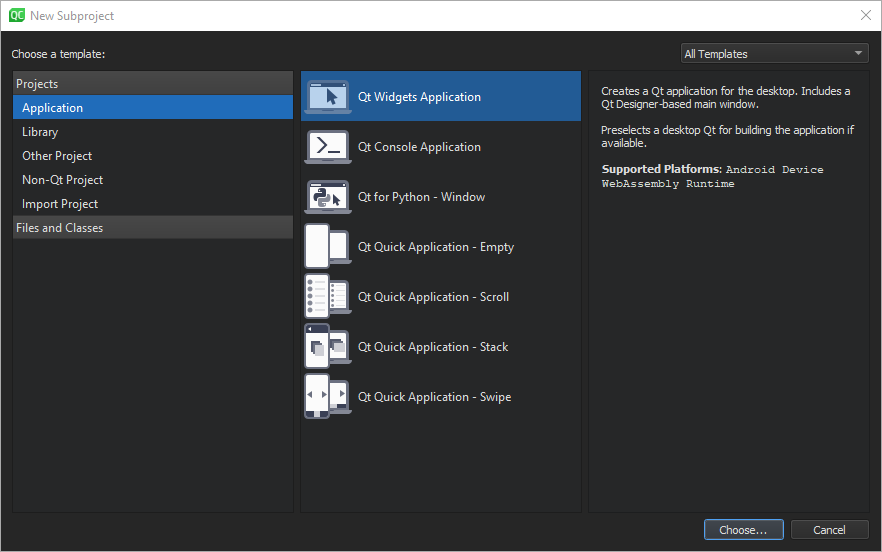 QC New Subproject
Choose a template:
All Templates
Projects
Application
Library
Other Project
Non-Qt Project
Import Project
Files and Classes
Qt Widgets Application
Qt Console Application
Qt for Python - Window
Qt Quick Application - Empty
Qt Quick Application - Scroll
Qt Quick Application - Stack
Qt Quick Application - Swipe
Creates a Qt application for the desktop. Includes a
Qt Designer-based main window.
Preselects a desktop Qt for building the application if
available.
Supported Platforms: Android Device
WebAssembly Runtime
Choose...
Cancel